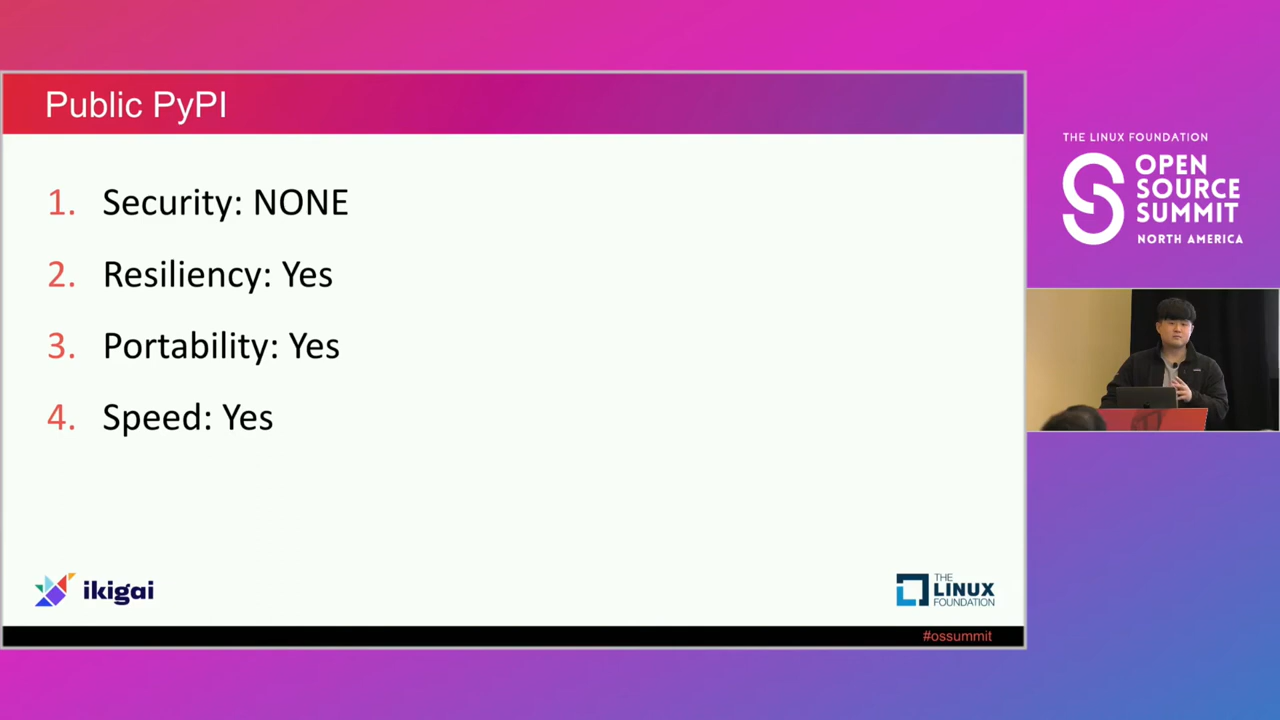 Public PyPI
1. Security: NONE
2. Resiliency: Yes
3. Portability: Yes
4. Speed: Yes
ikigai
THE
LINUX
FOUNDATION
#ossummit
THE LINUX FOUNDATION
OPEN
SOURCE
SUMMIT
NORTH AMERICA